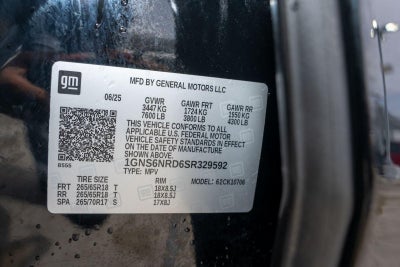 gm
MFD BY GENERAL MOTORS LLC
06/25 GVWR GAWR FRT GAWR RR
3447 KG 1724 KG 1950 KG
7600 LB 3800 LB 4300 LB
THIS VEHICLE CONFORMS TO ALL
APPLICABLE U.S. FEDERAL MOTOR
VEHICLE SAFETY STANDARDS IN EFFECT
ON THE DATE OF MANUFACTURE
SHOWN ABOVE.
1GNS6NRD6SR329592
TYPE: MPV
TIRE SIZE RIM MODEL: 62CK10706
FRT 265/65R18 T 18X8.5J
RR 265/65R18 T 18X8.5J
SPA 265/70R17 S 17X8J